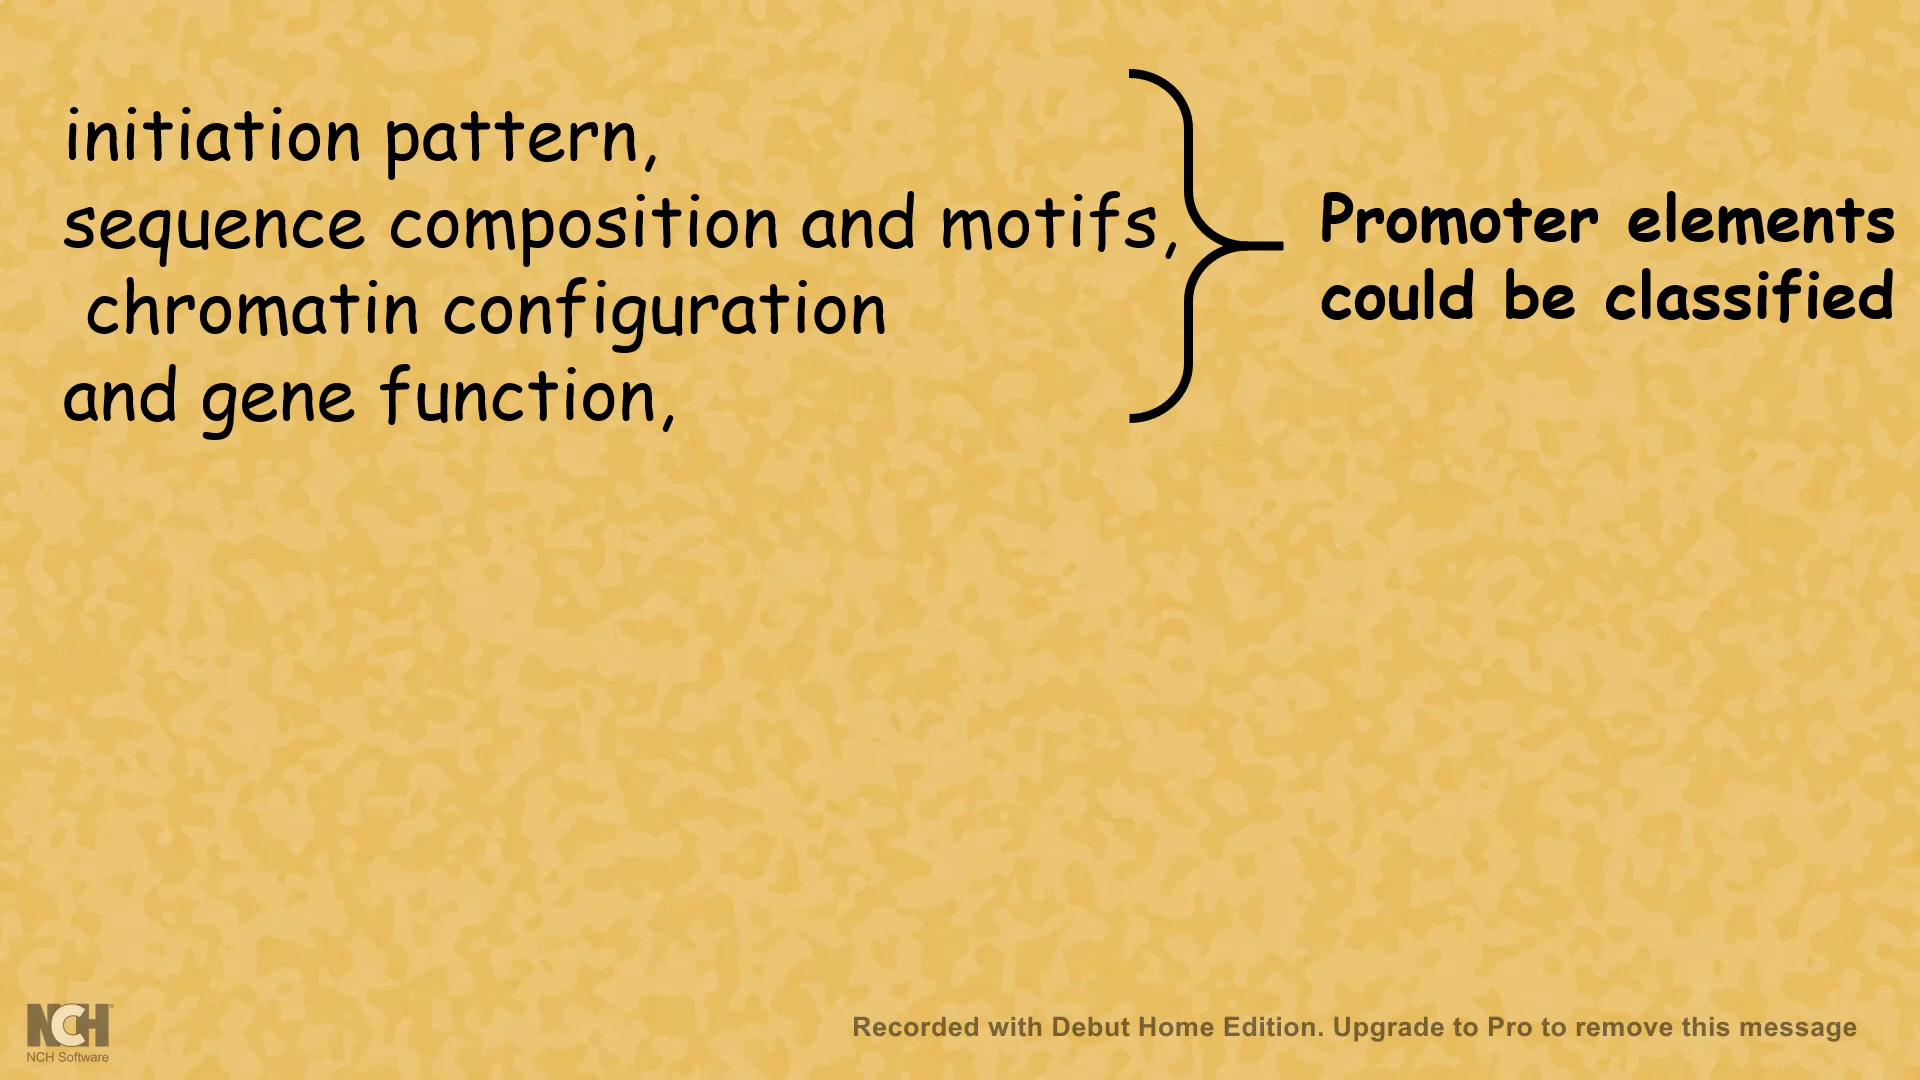 initiation pattern,
sequence composition and motifs,
chromatin configuration
and gene function,
Promoter elements
could be classified
NCH
NCH Software
Recorded with Debut Home Edition. Upgrade to Pro to remove this message